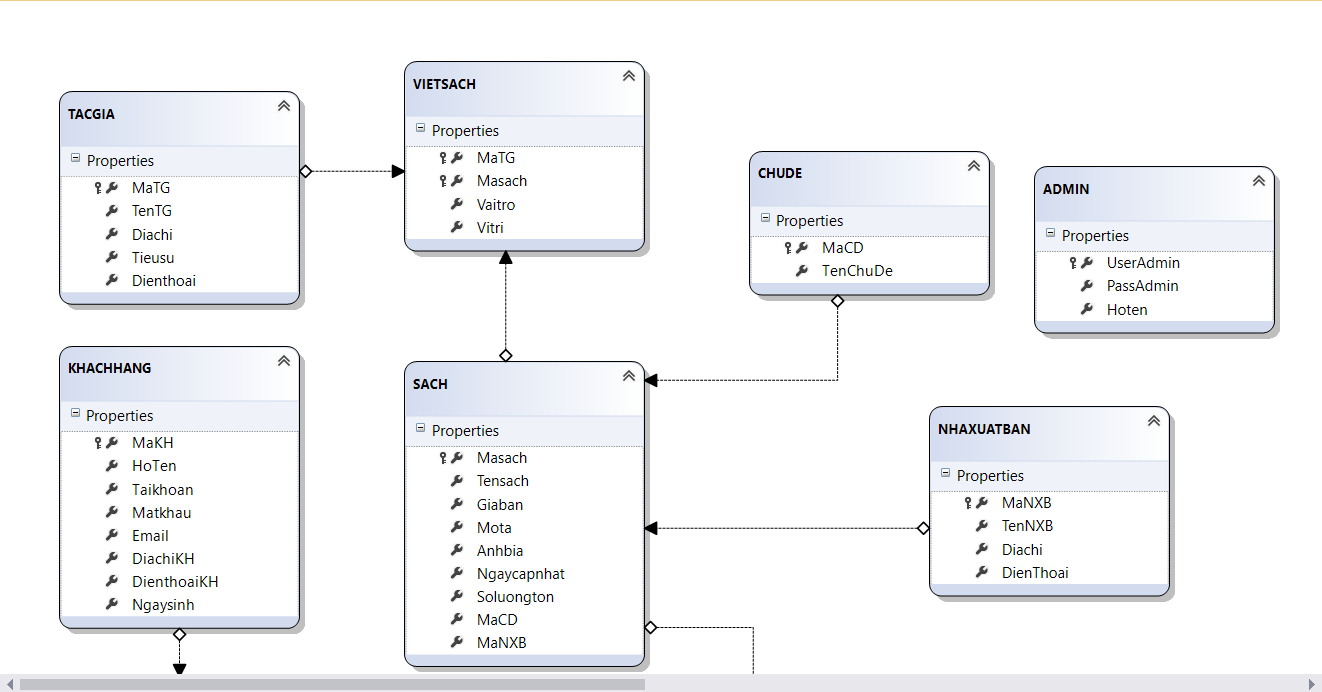 TACGIA
Properties
MaTG
TenTG
Diachi
Tieusu
Dienthoai
VIETSACH
Properties
MaTG
Masach
Vaitro
Vitri
CHUDE
Properties
MaCD
TenChuDe
ADMIN
Properties
UserAdmin
PassAdmin
Hoten
KHACHHANG
Properties
MaKH
HoTen
Taikhoan
Matkhau
Email
DiachiKH
DienthoaiKH
Ngaysinh
SACH
Properties
Masach
Tensach
Giaban
Mota
Anhbia
Ngaycapnhat
Soluongton
MaCD
MaNXB
NHAXUATBAN
Properties
MaNXB
TenNXB
Diachi
DienThoai